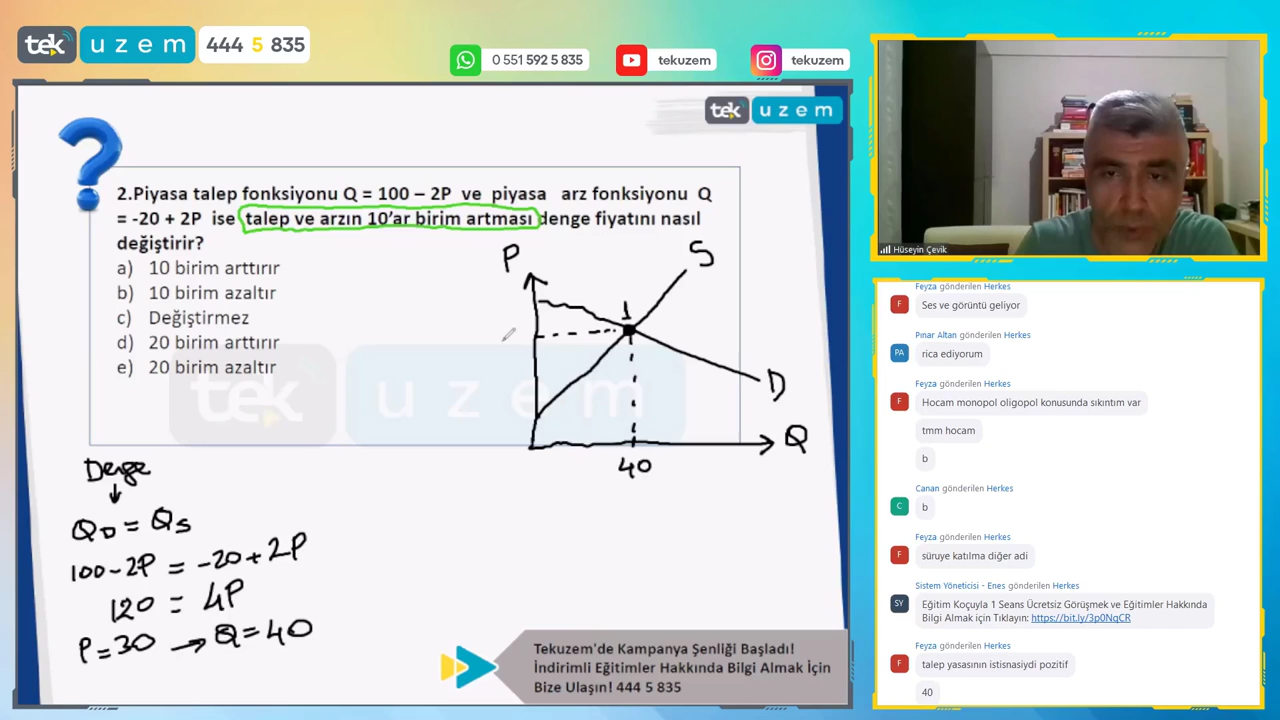 tek uzem 444 5 835
0 551 592 5 835
tekuzem
tekuzem
tek uzem
2.Piyasa talep fonksiyonu Q = 100 – 2P ve piyasa arz fonksiyonu Q
= -20 + 2P ise talep ve arzın 10’ar birim artması denge fiyatını nasıl
değiştirir?
a) 10 birim arttırır
b) 10 birim azaltır
c) Değiştirmez
d) 20 birim arttırır
e) 20 birim azaltır
tek uzem
P
S
1
D
Q
40
Denge
QD = QS
100-2P = -20+2P
120 = 4P
P=30 → Q=40
Tekuzem'de Kampanya Şenliği Başladı!
İndirimli Eğitimler Hakkında Bilgi Almak İçin
Bize Ulaşın! 444 5 835
Hüseyin Çevik
Feyza gönderilen Herkes
F Ses ve görüntü geliyor
Pınar Altan gönderilen Herkes
PA rica ediyorum
Feyza gönderilen Herkes
F Hocam monopol oligopol konusunda sıkıntım var
tmm hocam
b
Canan gönderilen Herkes
C b
Feyza gönderilen Herkes
F süruye katılma diğer adi
Sistem Yöneticisi - Enes gönderilen Herkes
SY Eğitim Koçuyla 1 Seans Ücretsiz Görüşmek ve Eğitimler Hakkında
Bilgi Almak için Tıklayın: https://bit.ly/3p0NqCR
Feyza gönderilen Herkes
F talep yasasının istisnasiydi pozitif
40